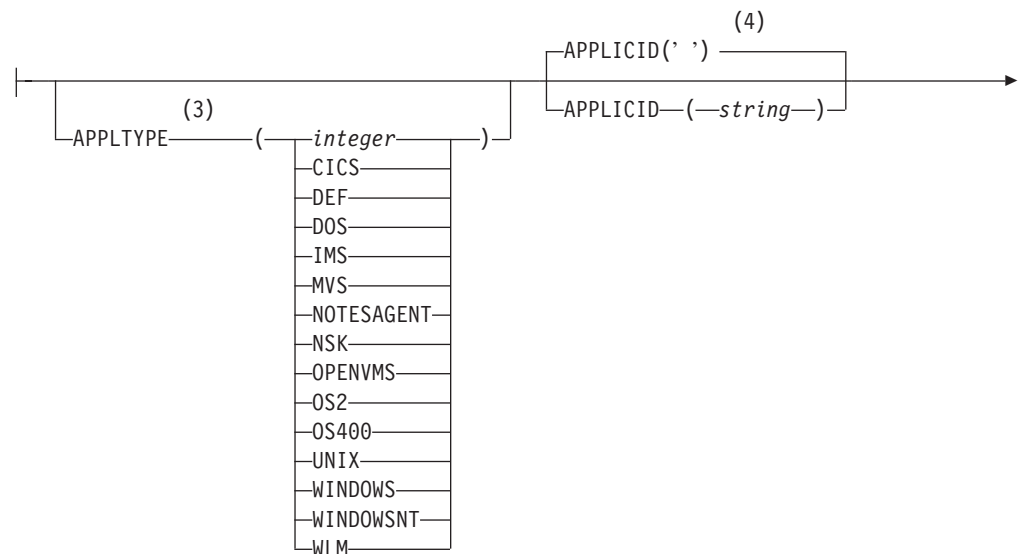 (4)
APPLICID(' ')
(3)
APPLICID ( string )
APPLTYPE ( integer )
CICS
DEF
DOS
IMS
MVS
NOTESAGENT
NSK
OPENVMS
OS2
OS400
UNIX
WINDOWS
WINDOWSNT
WLM